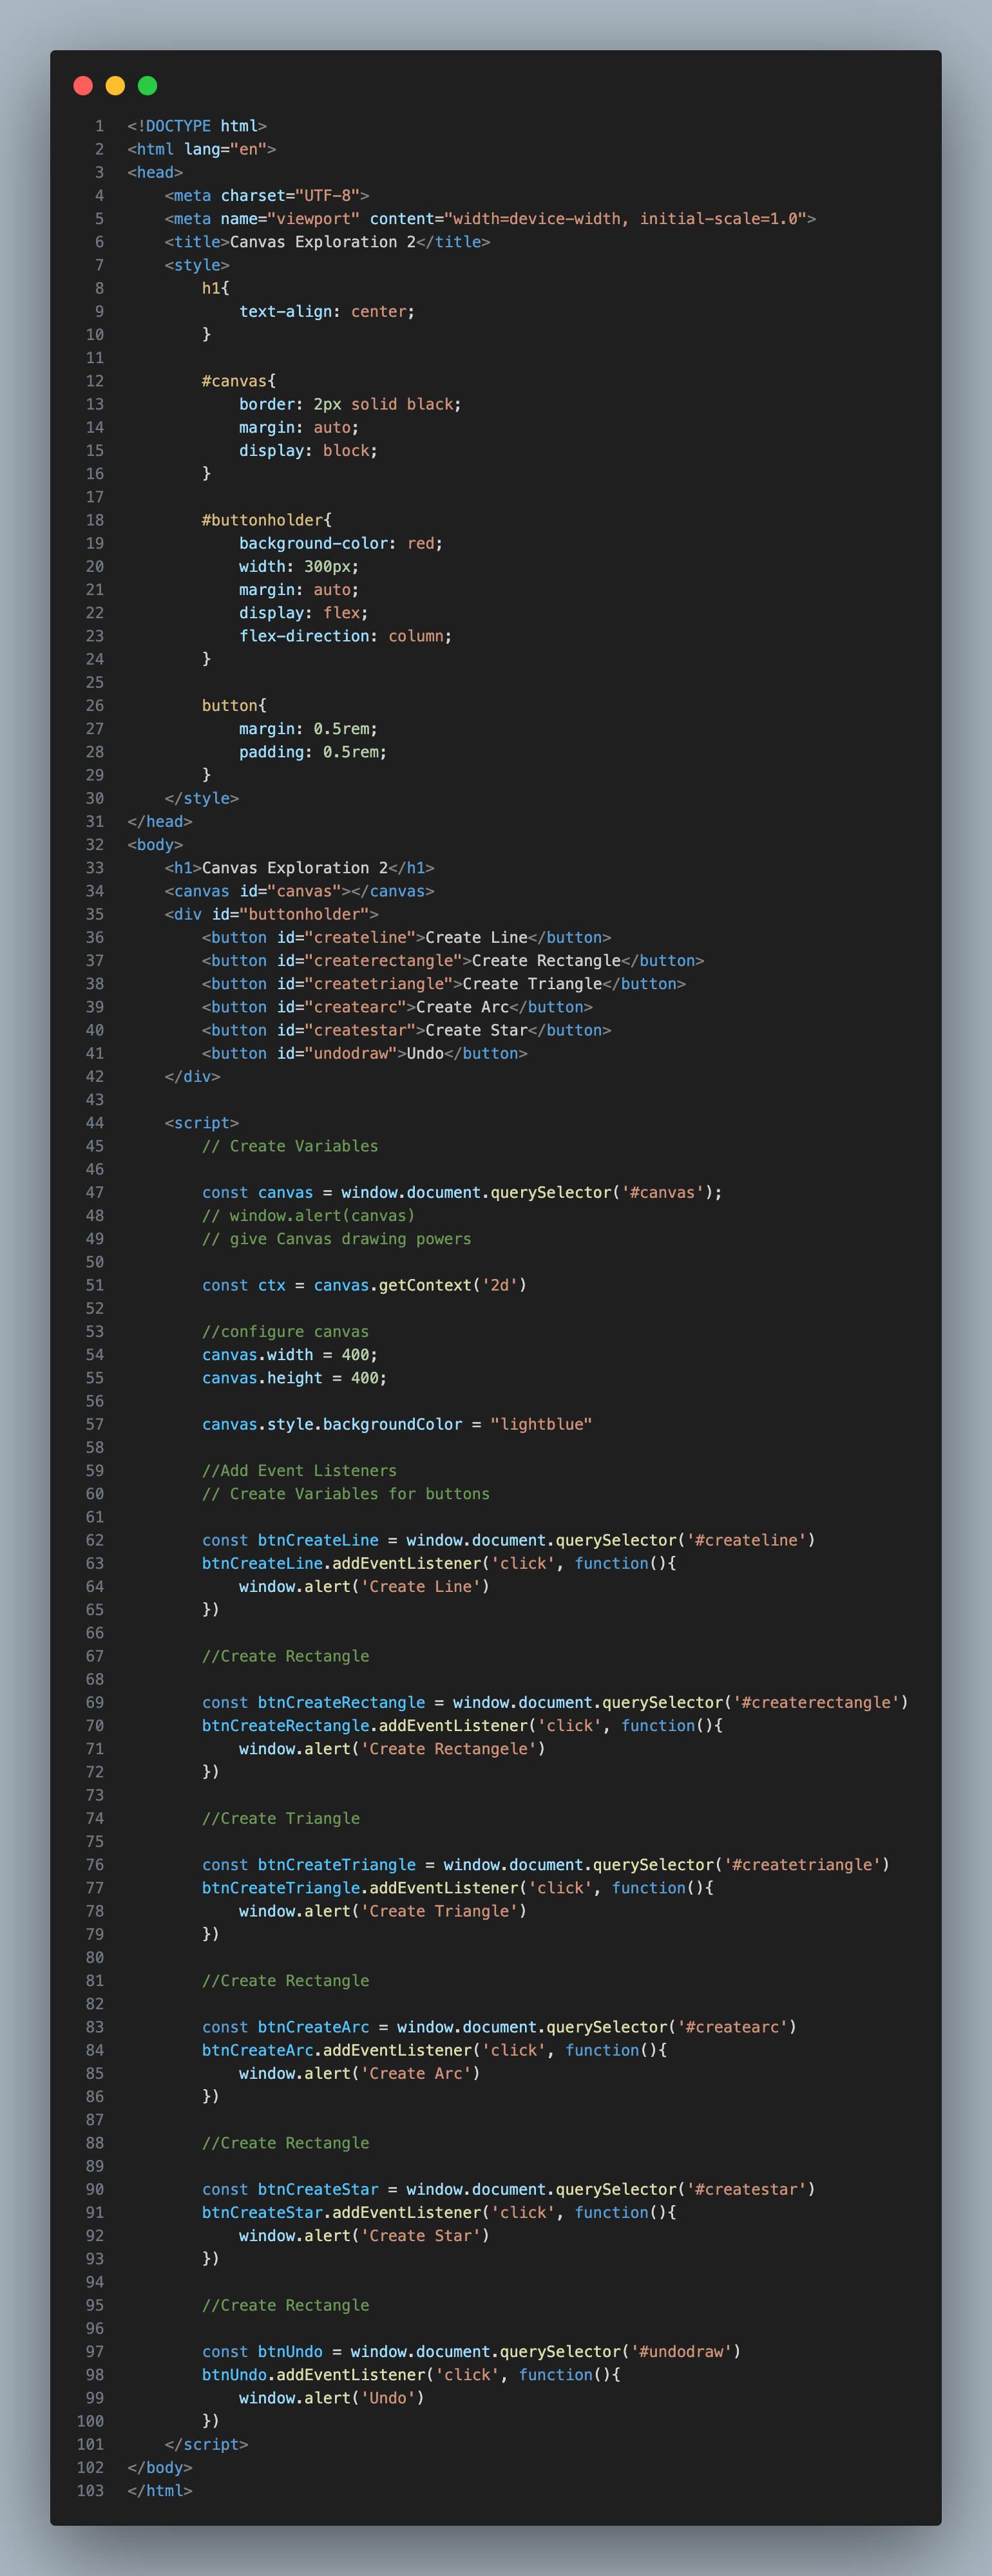 1 <!DOCTYPE html>
2 <html lang="en">
3 <head>
4     <meta charset="UTF-8">
5     <meta name="viewport" content="width=device-width, initial-scale=1.0">
6     <title>Canvas Exploration 2</title>
7     <style>
8         h1{
9             text-align: center;
10         }
11
12         #canvas{
13             border: 2px solid black;
14             margin: auto;
15             display: block;
16         }
17
18         #buttonholder{
19             background-color: red;
20             width: 300px;
21             margin: auto;
22             display: flex;
23             flex-direction: column;
24         }
25
26         button{
27             margin: 0.5rem;
28             padding: 0.5rem;
29         }
30     </style>
31 </head>
32 <body>
33     <h1>Canvas Exploration 2</h1>
34     <canvas id="canvas"></canvas>
35     <div id="buttonholder">
36         <button id="createline">Create Line</button>
37         <button id="createrectangle">Create Rectangle</button>
38         <button id="createtriangle">Create Triangle</button>
39         <button id="createarc">Create Arc</button>
40         <button id="createstar">Create Star</button>
41         <button id="undodraw">Undo</button>
42     </div>
43
44     <script>
45         // Create Variables
46
47         const canvas = window.document.querySelector('#canvas');
48         // window.alert(canvas)
49         // give Canvas drawing powers
50
51         const ctx = canvas.getContext('2d')
52
53         //configure canvas
54         canvas.width = 400;
55         canvas.height = 400;
56
57         canvas.style.backgroundColor = "lightblue"
58
59         //Add Event Listeners
60         // Create Variables for buttons
61
62         const btnCreateLine = window.document.querySelector('#createline')
63         btnCreateLine.addEventListener('click', function(){
64             window.alert('Create Line')
65         })
66
67         //Create Rectangle
68
69         const btnCreateRectangle = window.document.querySelector('#createrectangle')
70         btnCreateRectangle.addEventListener('click', function(){
71             window.alert('Create Rectangele')
72         })
73
74         //Create Triangle
75
76         const btnCreateTriangle = window.document.querySelector('#createtriangle')
77         btnCreateTriangle.addEventListener('click', function(){
78             window.alert('Create Triangle')
79         })
80
81         //Create Rectangle
82
83         const btnCreateArc = window.document.querySelector('#createarc')
84         btnCreateArc.addEventListener('click', function(){
85             window.alert('Create Arc')
86         })
87
88         //Create Rectangle
89
90         const btnCreateStar = window.document.querySelector('#createstar')
91         btnCreateStar.addEventListener('click', function(){
92             window.alert('Create Star')
93         })
94
95         //Create Rectangle
96
97         const btnUndo = window.document.querySelector('#undodraw')
98         btnUndo.addEventListener('click', function(){
99             window.alert('Undo')
100         })
101     </script>
102 </body>
103 </html>